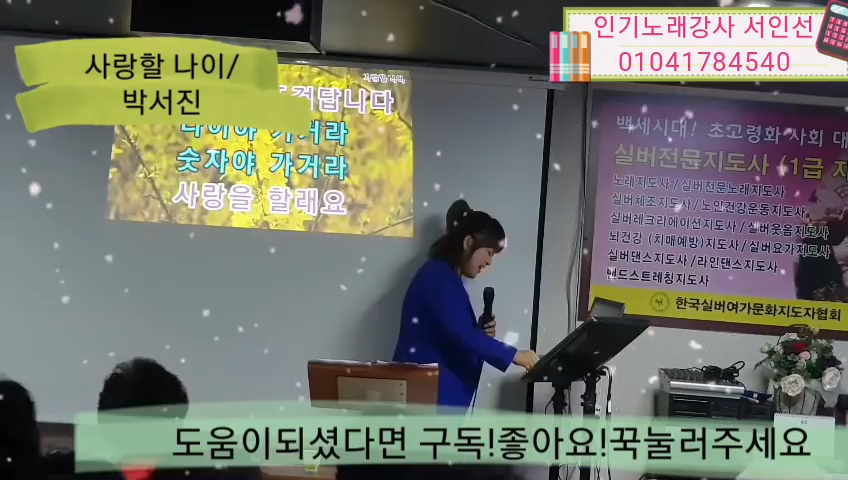 인기노래강사 서인선
01041784540
사랑할 나이/
박서진
답니다
가거라
숫자야 가거라
사랑을 할래요
백세시대! 초고령화 사회 대
실버전문지도사 (1급 자
노래지도사/실버전문노래지도사
실버체조지도사/노인건강운동지도사
실버레크리에이션지도사/실버웃음지도사
뇌건강 (치매예방)지도사/실버요가지도사
실버댄스지도사/라인댄스지도사
밴드스트레칭지도사
한국실버여가문화지도자협회
도움이되셨다면 구독!좋아요!꾹눌러주세요